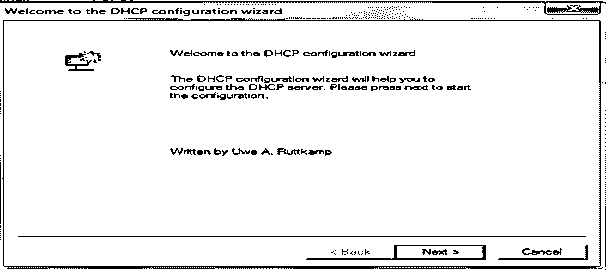 Welcome to the DHCP configuration wizard
Welcome to the DHCP configuration wizard
The DHCP configuration wizard will help you to
configure the DHCP server. Please press next to start
the configuration.
Written by Uwe A. Ruttkamp
< Back
Next >
Cancel